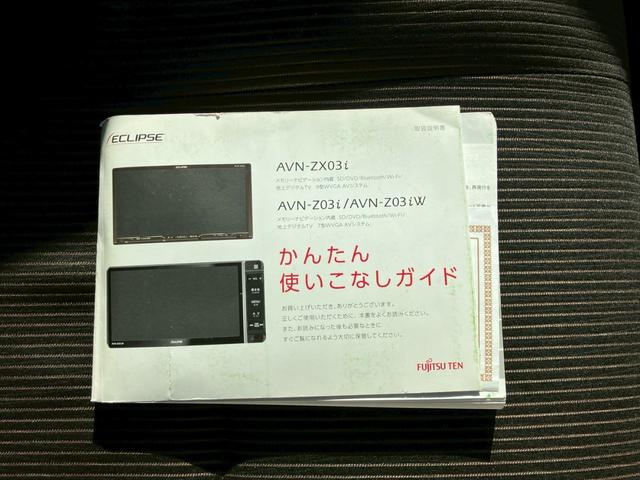 ECLIPSE
取扱説明書
AVN-ZX03i
メモリーナビゲーション内蔵 SD/DVD/Bluetooth/Wi-Fi/
地上デジタルTV 9型WVGA AVシステム
AVN-Z03i/AVN-Z03iW
メモリーナビゲーション内蔵 SD/DVD/Bluetooth/Wi-Fi/
地上デジタルTV 7型WVGA AVシステム
かんたん
使いこなしガイド
お買い上げいただき、ありがとうございます。
正しくご使用いただくために、本書をよくお読みください。
また、お読みになった後も必要なときに
すぐご覧になれるよう大切に保管してください。
FUJITSU TEN